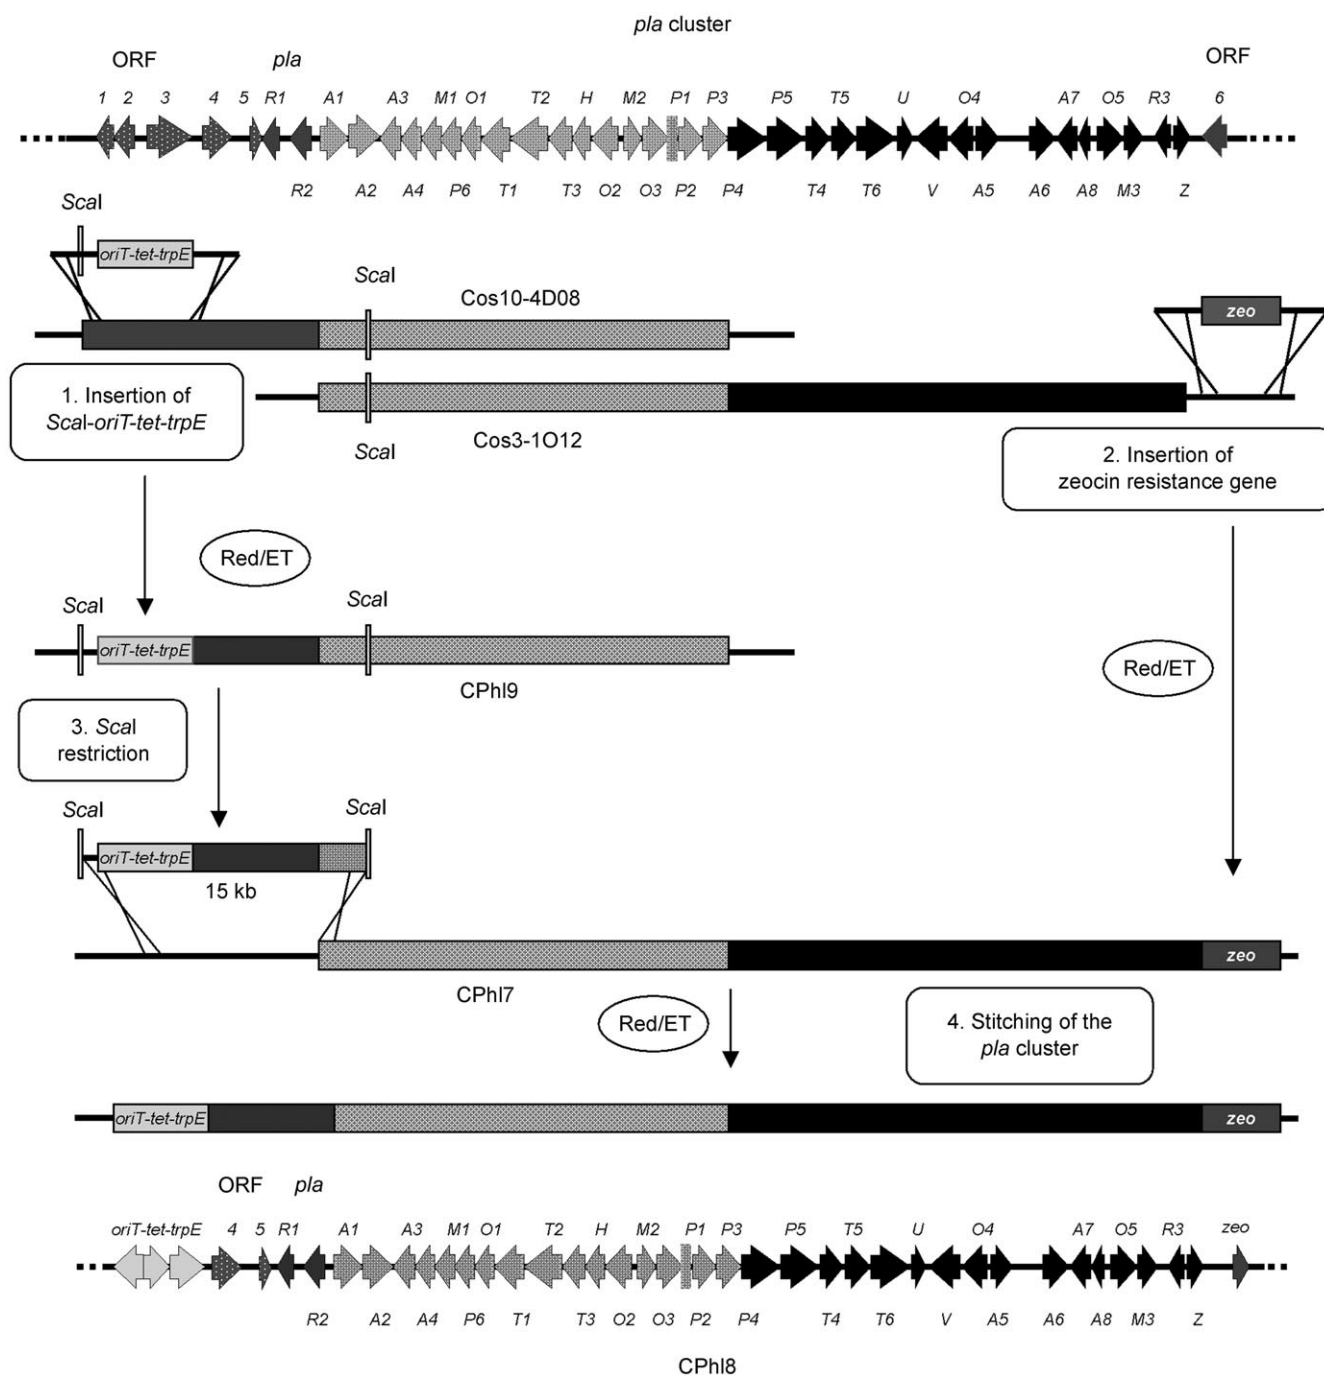 pla cluster
ORF pla ORF
1 2 3 4 5 R1 A1 A3 M1 O1 T2 H M2 P1 P3 P5 T5 U O4 A7 O5 R3 6
R2 A2 A4 P6 T1 T3 O2 O3 P2 P4 T4 T6 V A5 A6 A8 M3 Z
ScaI
oriT-tet-trpE
ScaI
Cos10-4D08
zeo
1. Insertion of
ScaI-oriT-tet-trpE
ScaI
Cos3-1O12
2. Insertion of
zeocin resistance gene
Red/ET
ScaI
ScaI
oriT-tet-trpE
CPhl9
Red/ET
3. ScaI
restriction
ScaI
ScaI
oriT-tet-trpE
15 kb
zeo
CPhl7
Red/ET
4. Stitching of the
pla cluster
oriT-tet-trpE
zeo
ORF pla
oriT-tet-trpE 4 5 R1 A1 A3 M1 O1 T2 H M2 P1 P3 P5 T5 U O4 A7 O5 R3 zeo
R2 A2 A4 P6 T1 T3 O2 O3 P2 P4 T4 T6 V A5 A6 A8 M3 Z
CPhl8